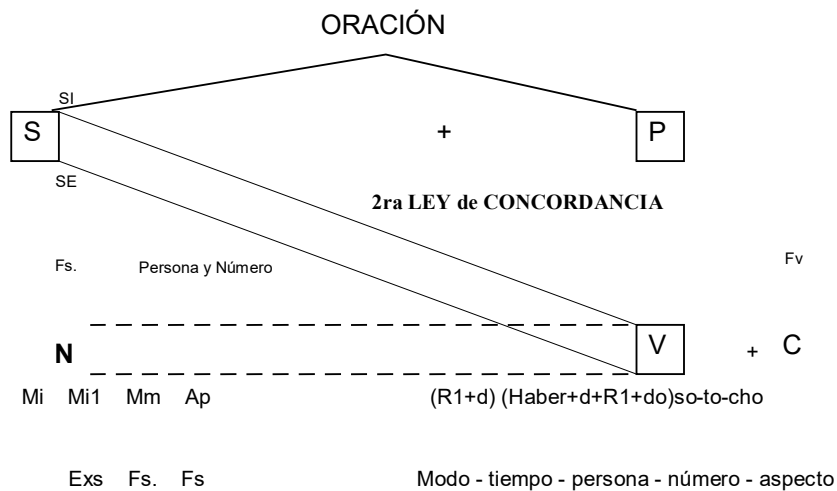 ORACIÓN
SI
S + P
SE
2ra LEY de CONCORDANCIA
Fs. Persona y Número Fv
N V + C
Mi Mi1 Mm Ap (R1+d) (Haber+d+R1+do)so-to-cho
Exs Fs. Fs Modo - tiempo - persona - número - aspecto